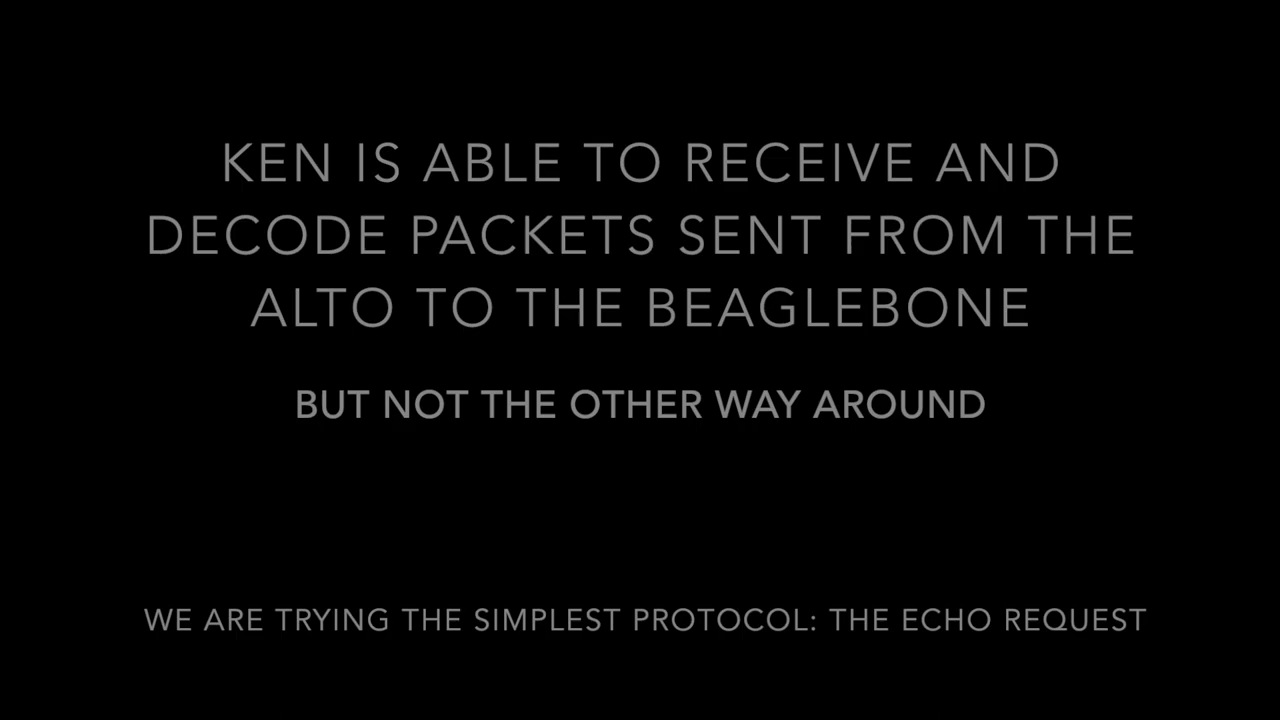 KEN IS ABLE TO RECEIVE AND
DECODE PACKETS SENT FROM THE
ALTO TO THE BEAGLEBONE
BUT NOT THE OTHER WAY AROUND
WE ARE TRYING THE SIMPLEST PROTOCOL: THE ECHO REQUEST